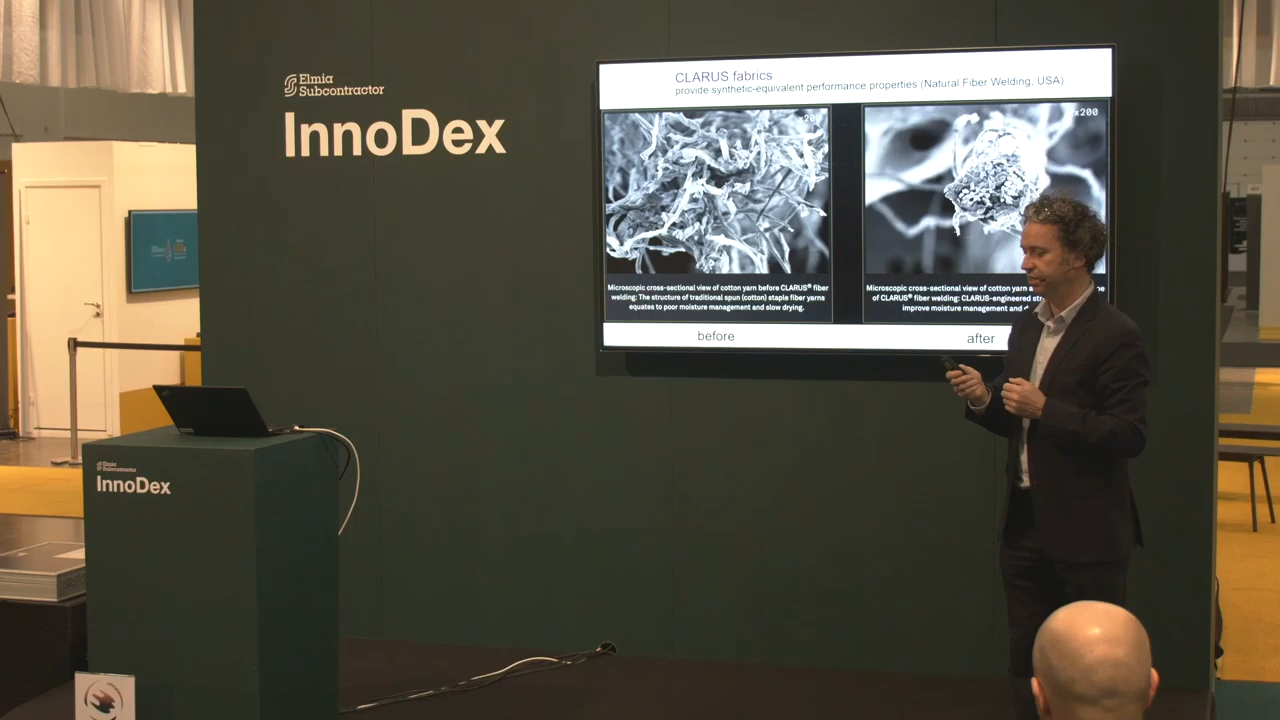 Elmia
Subcontractor
InnoDex
CLARUS fabrics
provide synthetic-equivalent performance properties (Natural Fiber Welding, USA)
x200
x200
Microscopic cross-sectional view of cotton yarn before CLARUS® fiber
welding: The structure of traditional spun (cotton) staple fiber yarns
equates to poor moisture management and slow drying.
Microscopic cross-sectional view of cotton yarn
of CLARUS® fiber welding: CLARUS-engineered
improve moisture management and
before
after
Elmia
Subcontractor
InnoDex